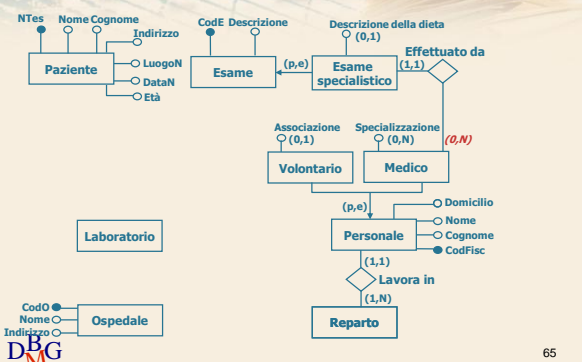 NTes
Nome Cognome
Indirizzo
LuogoN
DataN
Età
Paziente
CodE Descrizione
Esame
(p,e)
Descrizione della dieta
(0,1)
Esame
specialistico
(1,1)
Effettuato da
(0,N)
Associazione
(0,1)
Volontario
Specializzazione
(0,N)
Medico
(p,e)
Personale
Domicilio
Nome
Cognome
CodFisc
(1,1)
Lavora in
(1,N)
Reparto
Laboratorio
CodO
Nome
Indirizzo
Ospedale
DBMG
65